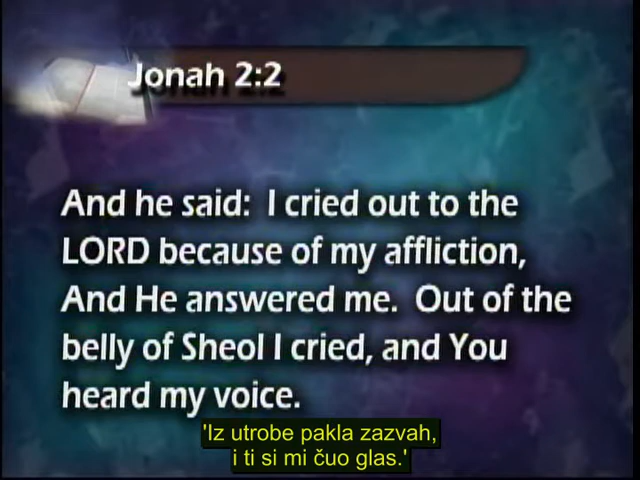 Jonah 2:2
And he said:  I cried out to the
LORD because of my affliction,
And He answered me.  Out of the
belly of Sheol I cried, and You
heard my voice.
'Iz utrobe pakla zazvah,
i ti si mi čuo glas.'